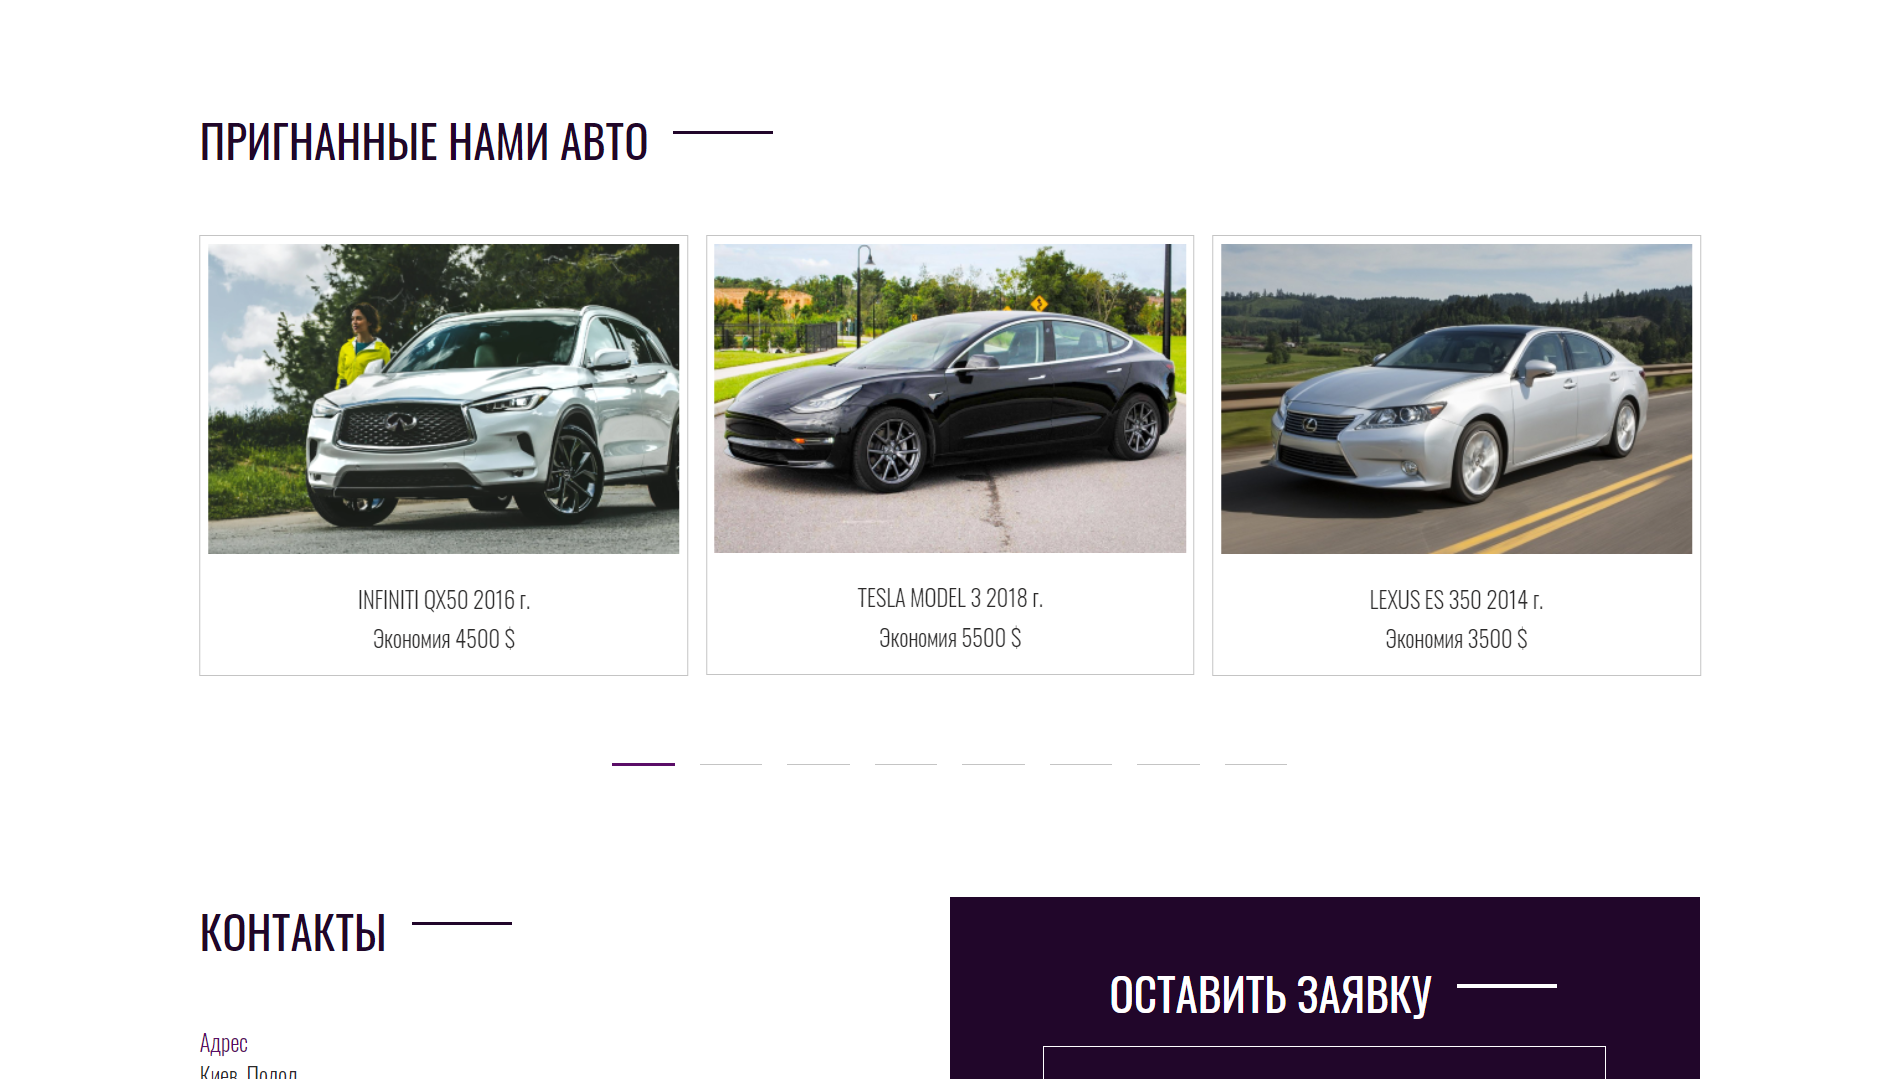 ПРИГНАННЫЕ НАМИ АВТО
INFINITI QX50 2016 г.
Экономия 4500 $
TESLA MODEL 3 2018 г.
Экономия 5500 $
LEXUS ES 350 2014 г.
Экономия 3500 $
КОНТАКТЫ
Адрес
Киев, Подол
ОСТАВИТЬ ЗАЯВКУ